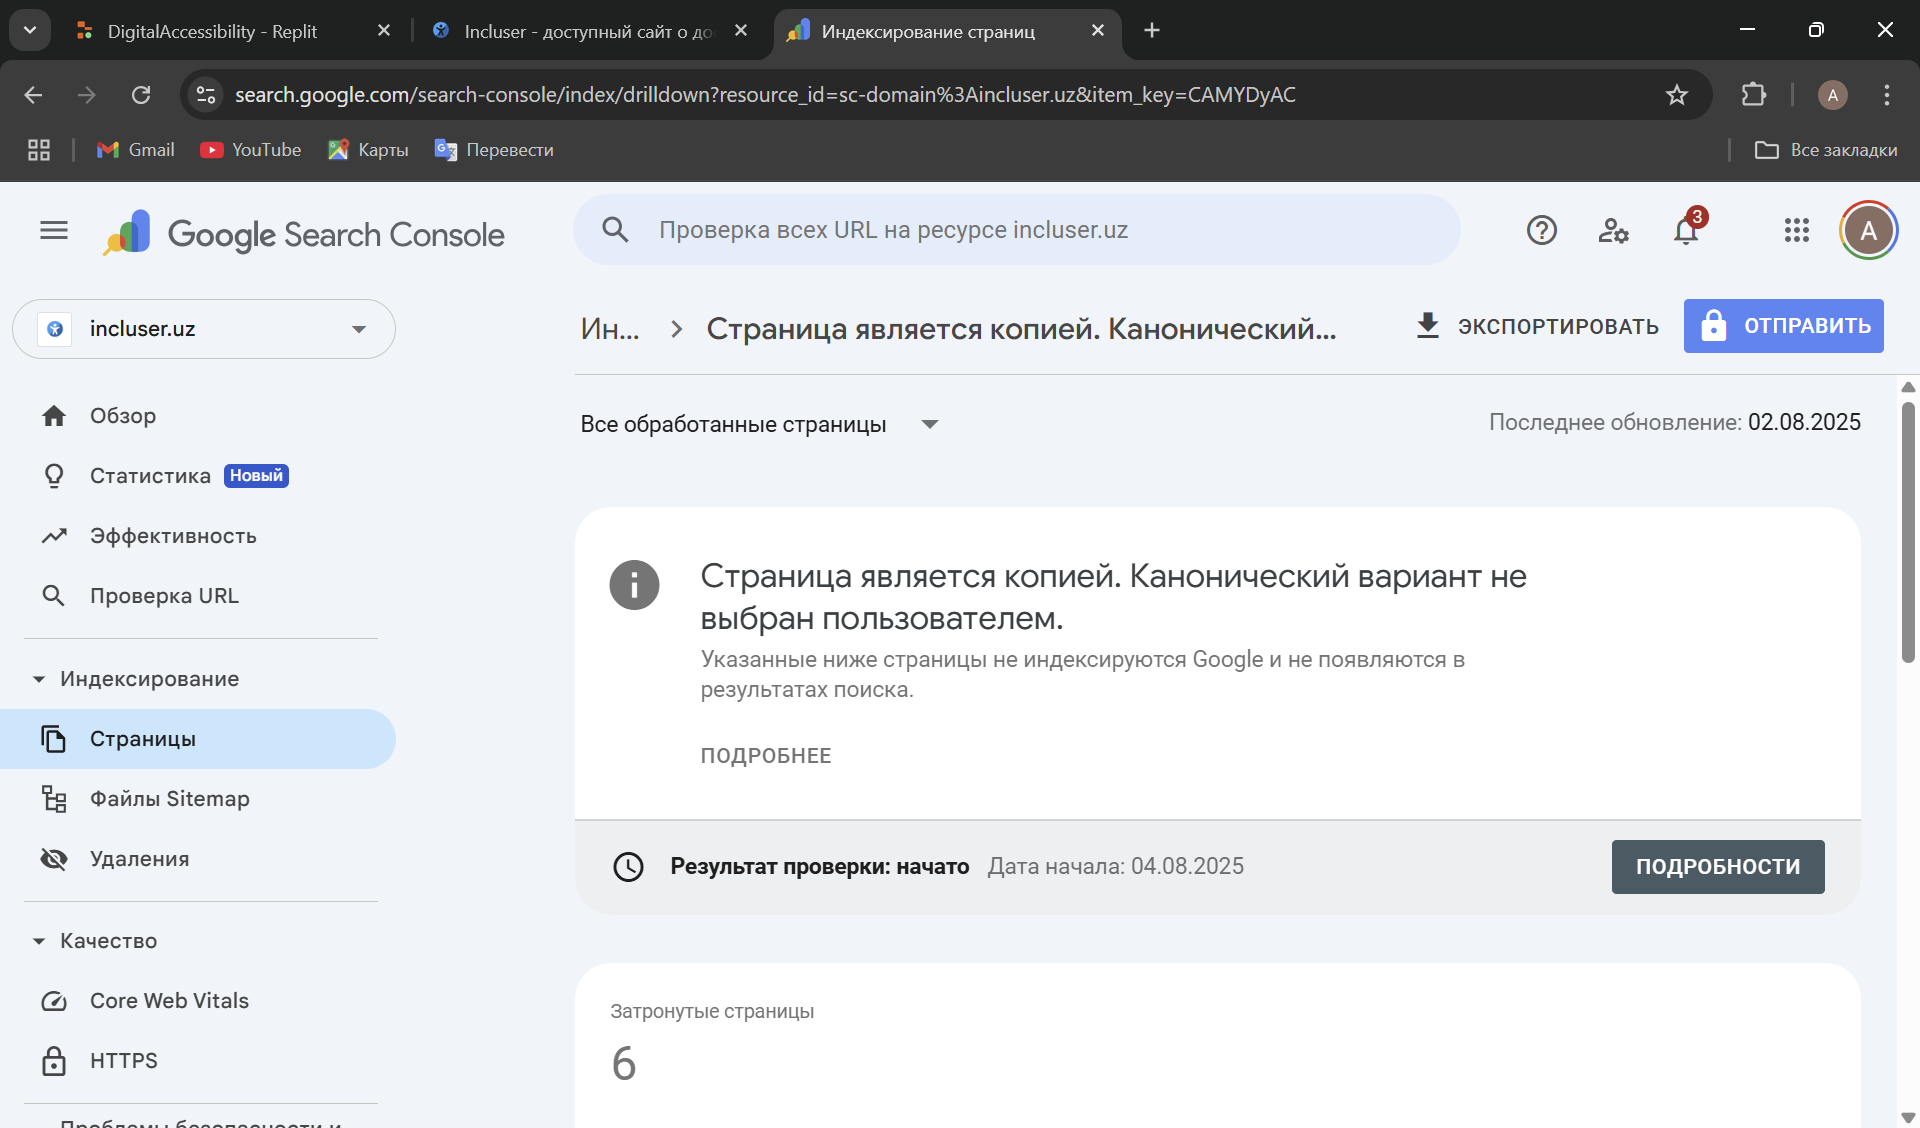 DigitalAccessibility - Replit
Incluser - доступный сайт о до
Индексирование страниц
search.google.com/search-console/index/drilldown?resource_id=sc-domain%3Aincluser.uz&item_key=CAMYDyAC
A
Gmail
YouTube
Карты
Перевести
Все закладки
Google Search Console
Проверка всех URL на ресурсе incluser.uz
3
A
incluser.uz
Ин...
Страница является копией. Канонический...
ЭКСПОРТИРОВАТЬ
ОТПРАВИТЬ
Обзор
Статистика Новый
Эффективность
Проверка URL
Индексирование
Страницы
Файлы Sitemap
Удаления
Качество
Core Web Vitals
HTTPS
Проблемы безопасности и
Все обработанные страницы
Последнее обновление: 02.08.2025
Страница является копией. Канонический вариант не
выбран пользователем.
Указанные ниже страницы не индексируются Google и не появляются в
результатах поиска.
ПОДРОБНЕЕ
Результат проверки: начато Дата начала: 04.08.2025
ПОДРОБНОСТИ
Затронутые страницы
6